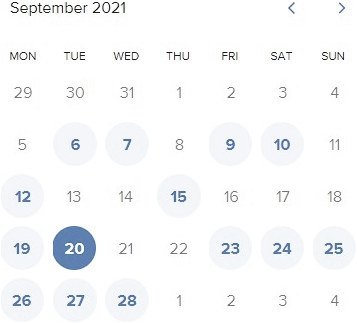 September 2021
MON TUE WED THU FRI SAT SUN
29 30 31 1 2 3 4
5 6 7 8 9 10 11
12 13 14 15 16 17 18
19 20 21 22 23 24 25
26 27 28 1 2 3 4